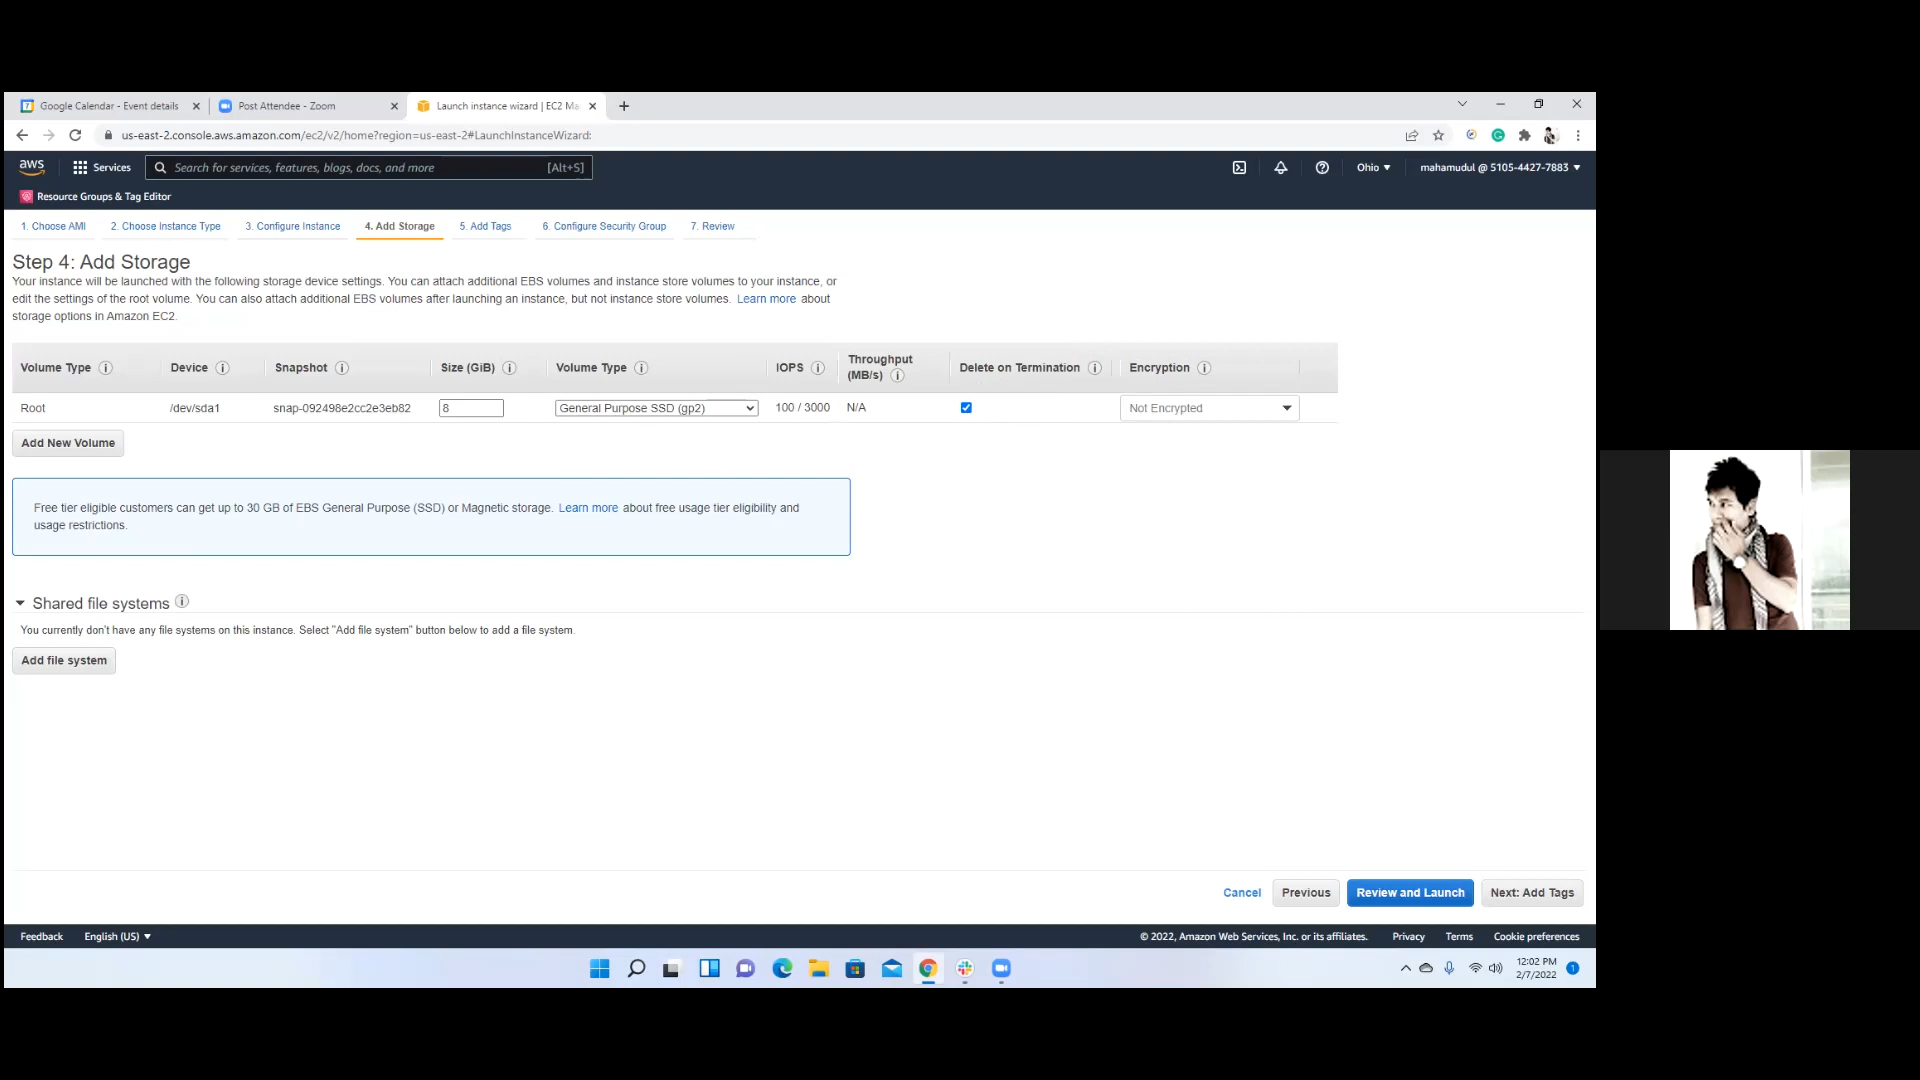 Google Calendar - Event details
Post Attendee - Zoom
Launch instance wizard | EC2 Ma
us-east-2.console.aws.amazon.com/ec2/v2/home?region=us-east-2#LaunchInstanceWizard:
aws
Services
Search for services, features, blogs, docs, and more
[Alt+S]
Ohio
mahamudul @ 5105-4427-7883
Resource Groups & Tag Editor
1. Choose AMI
2. Choose Instance Type
3. Configure Instance
4. Add Storage
5. Add Tags
6. Configure Security Group
7. Review
Step 4: Add Storage
Your instance will be launched with the following storage device settings. You can attach additional EBS volumes and instance store volumes to your instance, or
edit the settings of the root volume. You can also attach additional EBS volumes after launching an instance, but not instance store volumes. Learn more about
storage options in Amazon EC2.
Volume Type
Device
Snapshot
Size (GiB)
Volume Type
IOPS
Throughput
(MB/s)
Delete on Termination
Encryption
Root
/dev/sda1
snap-092498e2cc2e3eb82
8
General Purpose SSD (gp2)
100 / 3000
N/A
Not Encrypted
Add New Volume
Free tier eligible customers can get up to 30 GB of EBS General Purpose (SSD) or Magnetic storage. Learn more about free usage tier eligibility and
usage restrictions.
Shared file systems
You currently don't have any file systems on this instance. Select "Add file system" button below to add a file system.
Add file system
Cancel
Previous
Review and Launch
Next: Add Tags
Feedback
English (US)
© 2022, Amazon Web Services, Inc. or its affiliates.
Privacy
Terms
Cookie preferences
12:02 PM
2/7/2022
1